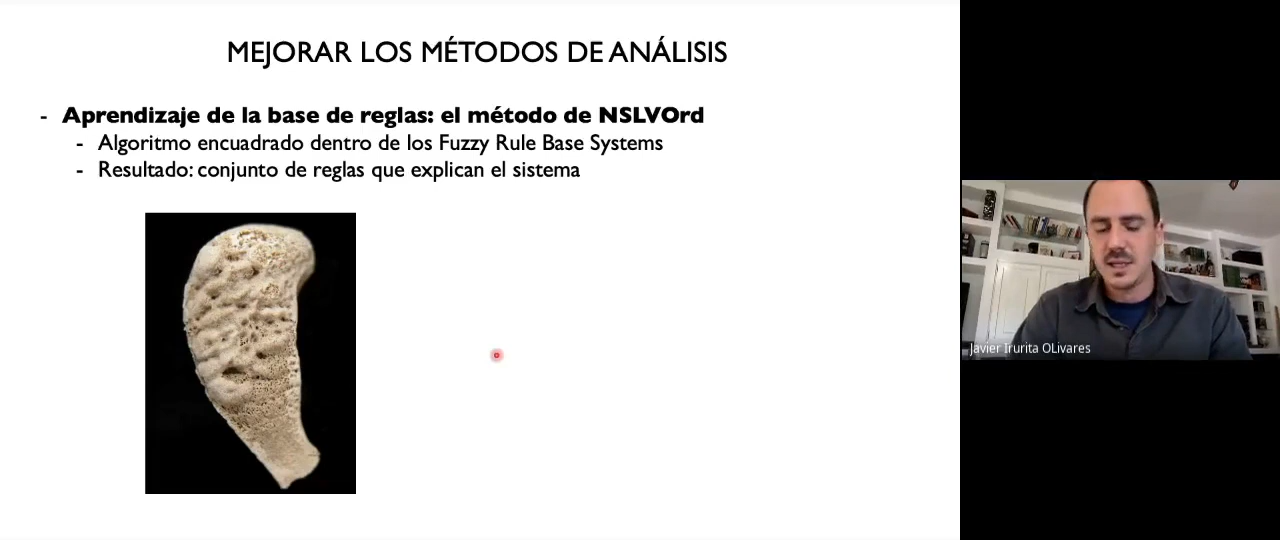 MEJORAR LOS MÉTODOS DE ANÁLISIS
- Aprendizaje de la base de reglas: el método de NSLVOrd
- Algoritmo encuadrado dentro de los Fuzzy Rule Base Systems
- Resultado: conjunto de reglas que explican el sistema
Javier Irurita OLivares